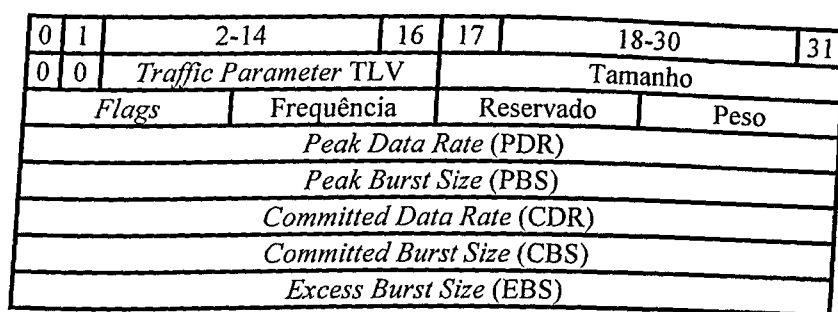 0 1 2-14 16 17 18-30 31
0 0 Traffic Parameter TLV Tamanho
Flags Frequência Reservado Peso
Peak Data Rate (PDR)
Peak Burst Size (PBS)
Committed Data Rate (CDR)
Committed Burst Size (CBS)
Excess Burst Size (EBS)